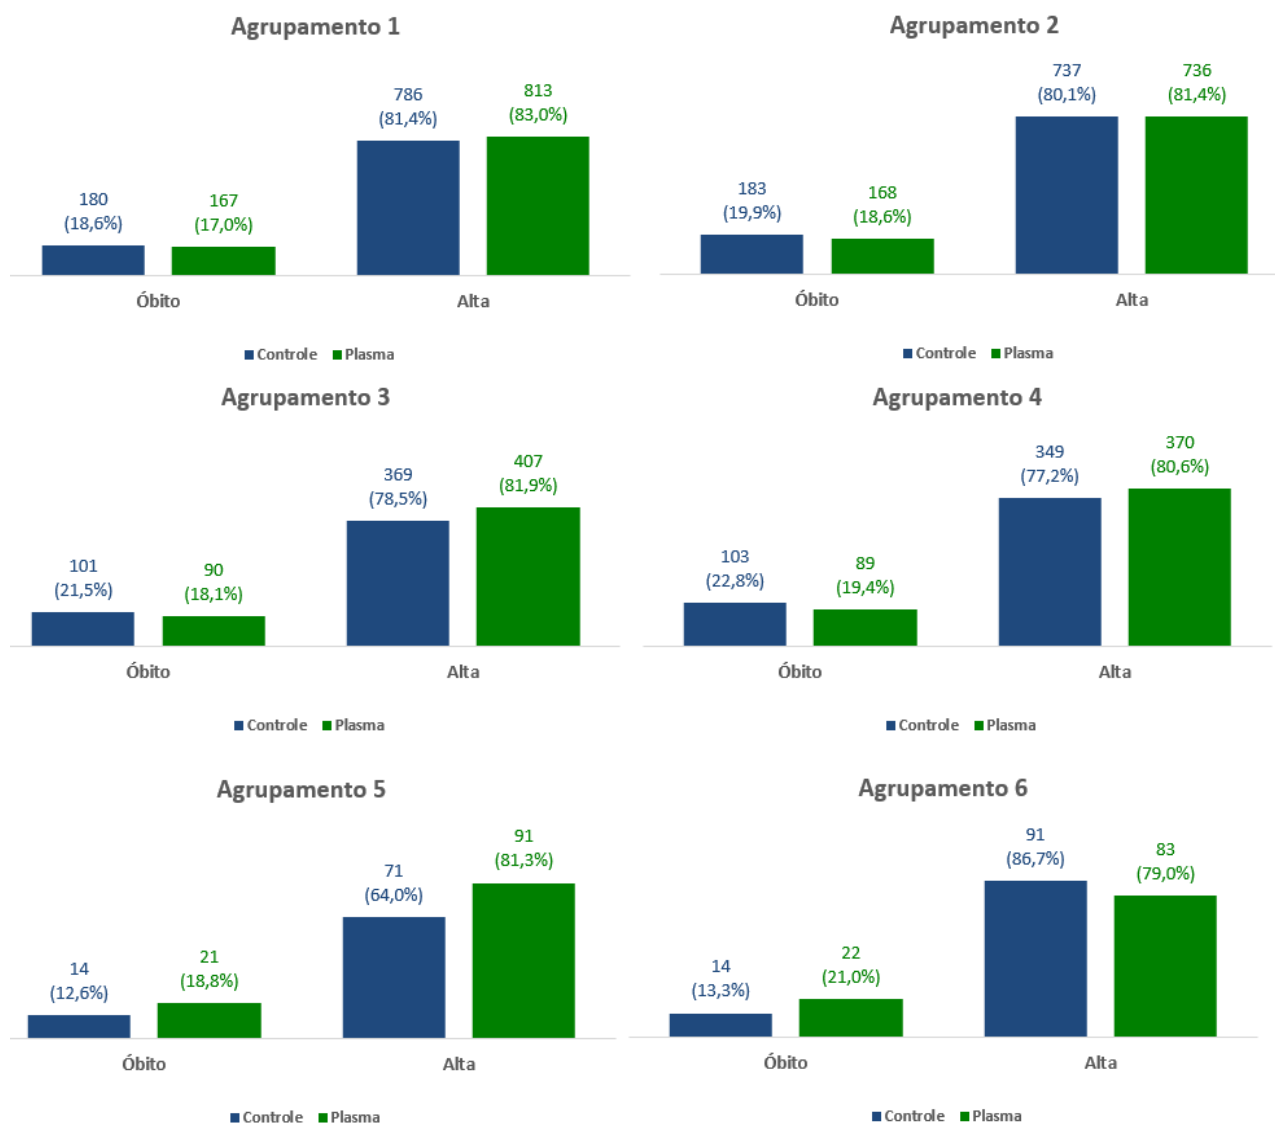 Agrupamento 1
786
(81,4%)
813
(83,0%)
180
(18,6%)
167
(17,0%)
Óbito
Alta
Controle
Plasma
Agrupamento 2
737
(80,1%)
736
(81,4%)
183
(19,9%)
168
(18,6%)
Óbito
Alta
Controle
Plasma
Agrupamento 3
369
(78,5%)
407
(81,9%)
101
(21,5%)
90
(18,1%)
Óbito
Alta
Controle
Plasma
Agrupamento 4
349
(77,2%)
370
(80,6%)
103
(22,8%)
89
(19,4%)
Óbito
Alta
Controle
Plasma
Agrupamento 5
71
(64,0%)
91
(81,3%)
14
(12,6%)
21
(18,8%)
Óbito
Alta
Controle
Plasma
Agrupamento 6
91
(86,7%)
83
(79,0%)
14
(13,3%)
22
(21,0%)
Óbito
Alta
Controle
Plasma